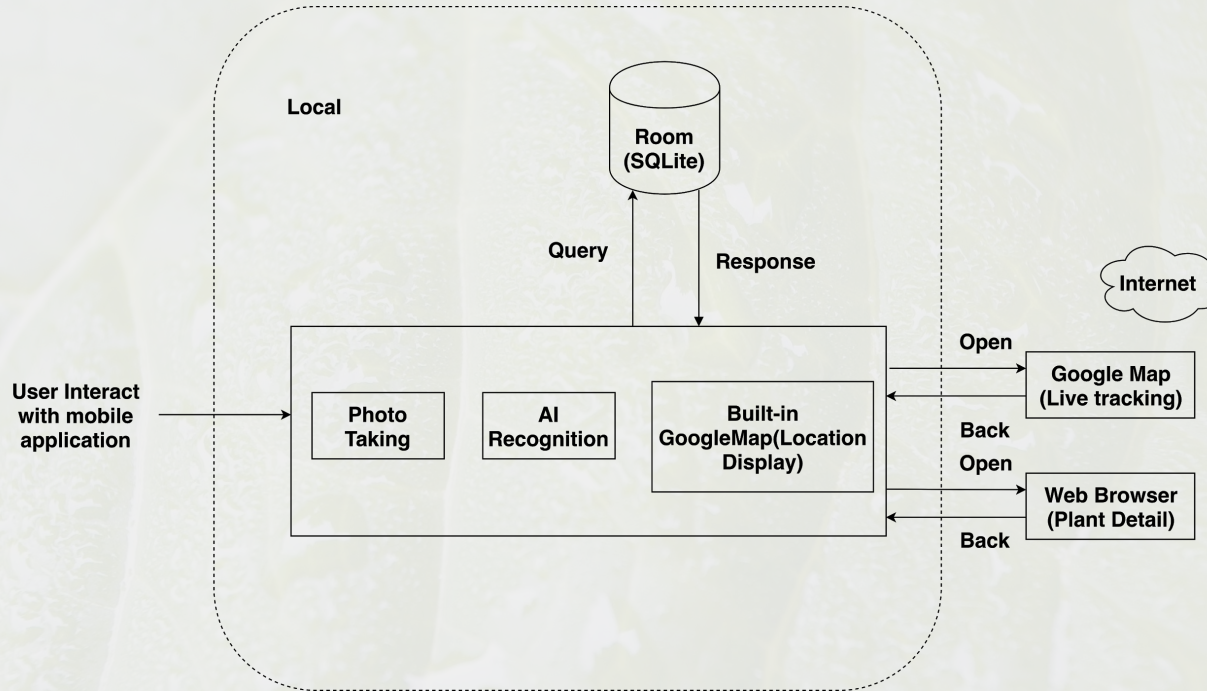 Local
Room
(SQLite)
Query
Response
Internet
User Interact
with mobile
application
Photo
Taking
AI
Recognition
Built-in
GoogleMap(Location
Display)
Open
Google Map
(Live tracking)
Back
Open
Web Browser
(Plant Detail)
Back